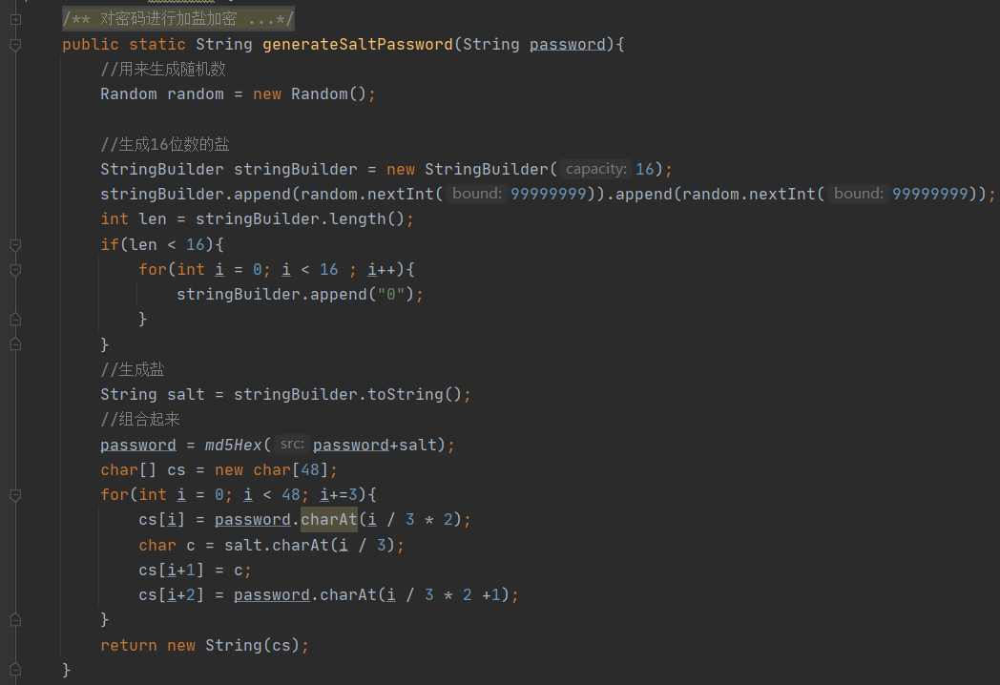 /** 对密码进行加盐加密 ...*/
public static String generateSaltPassword(String password){
//用来生成随机数
Random random = new Random();
//生成16位数的盐
StringBuilder stringBuilder = new StringBuilder( capacity: 16);
stringBuilder.append(random.nextInt( bound: 99999999)).append(random.nextInt( bound: 99999999));
int len = stringBuilder.length();
if(len < 16){
for(int i = 0; i < 16 ; i++){
stringBuilder.append("0");
}
}
//生成盐
String salt = stringBuilder.toString();
//组合起来
password = md5Hex( src: password+salt);
char[] cs = new char[48];
for(int i = 0; i < 48; i+=3){
cs[i] = password.charAt(i / 3 * 2);
char c = salt.charAt(i / 3);
cs[i+1] = c;
cs[i+2] = password.charAt(i / 3 * 2 +1);
}
return new String(cs);
}